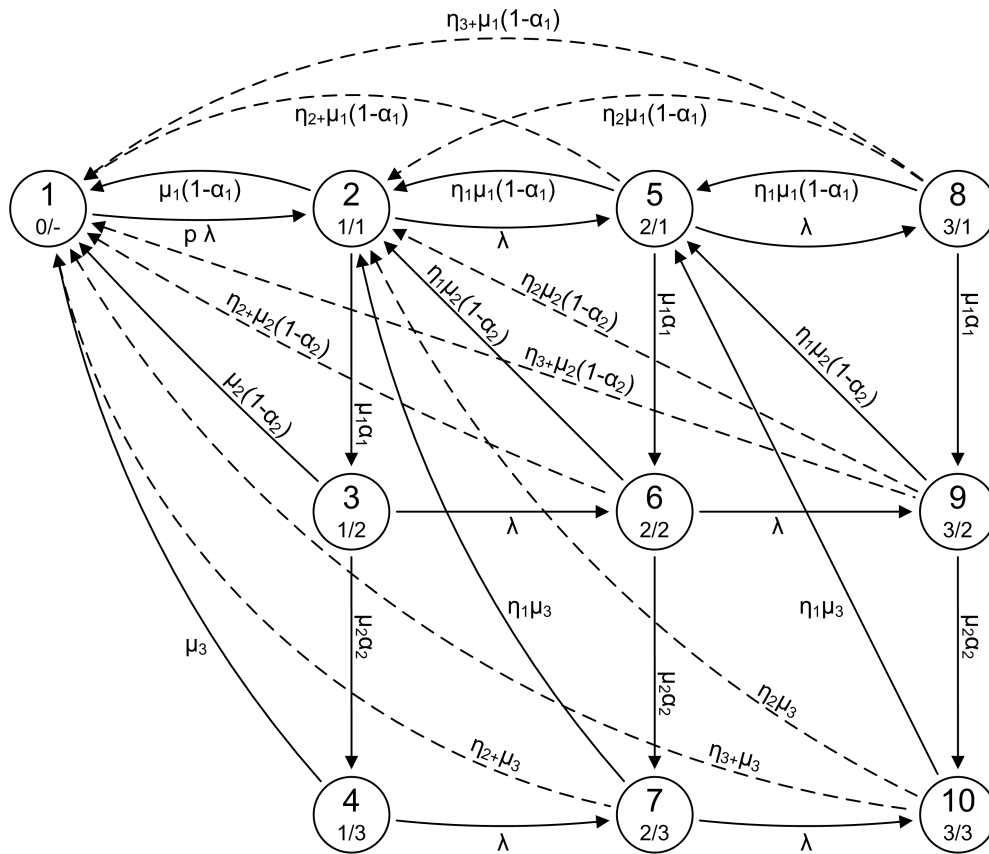 η₃₊μ₁(1-α₁)
η₂₊μ₁(1-α₁)
η₂μ₁(1-α₁)
1
0/-
μ₁(1-α₁)
p λ
2
1/1
η₁μ₁(1-α₁)
λ
5
2/1
η₁μ₁(1-α₁)
λ
8
3/1
η₂₊μ₂(1-α₂)
η₁μ₂(1-α₂)
η₂μ₂(1-α₂)
μ₁α₁
μ₁α₁
η₃₊μ₂(1-α₂)
η₁μ₂(1-α₂)
μ₂(1-α₂)
μ₁α₁
3
1/2
λ
6
2/2
λ
9
3/2
μ₃
μ₂α₂
η₁μ₃
μ₂α₂
η₁μ₃
μ₂α₂
η₂μ₃
η₂₊μ₃
η₃₊μ₃
4
1/3
λ
7
2/3
λ
10
3/3